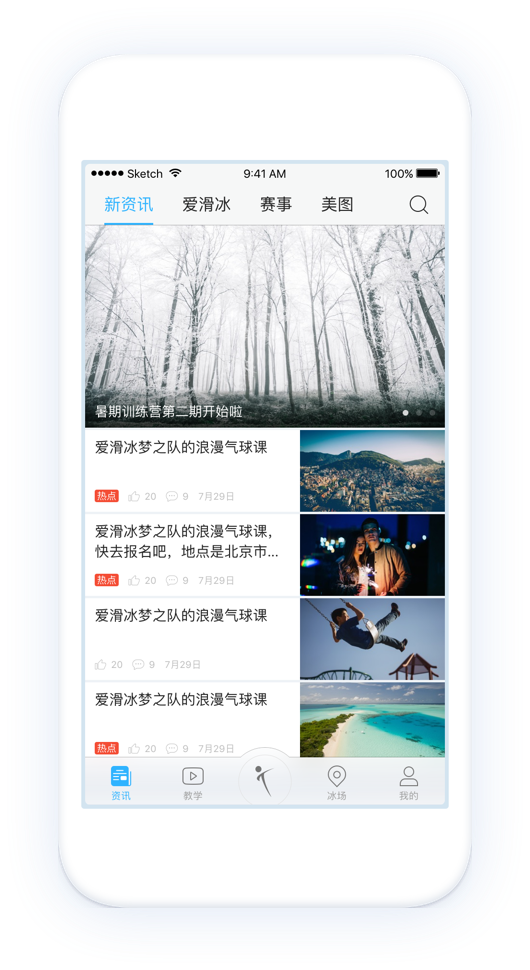 Sketch 9:41 AM 100%
新资讯 爱滑冰 赛事 美图
暑期训练营第二期开始啦
爱滑冰梦之队的浪漫气球课
热点 20 9 7月29日
爱滑冰梦之队的浪漫气球课，
快去报名吧，地点是北京市...
热点 20 9 7月29日
爱滑冰梦之队的浪漫气球课
20 9 7月29日
爱滑冰梦之队的浪漫气球课
热点 20 9 7月29日
资讯 教学 冰场 我的